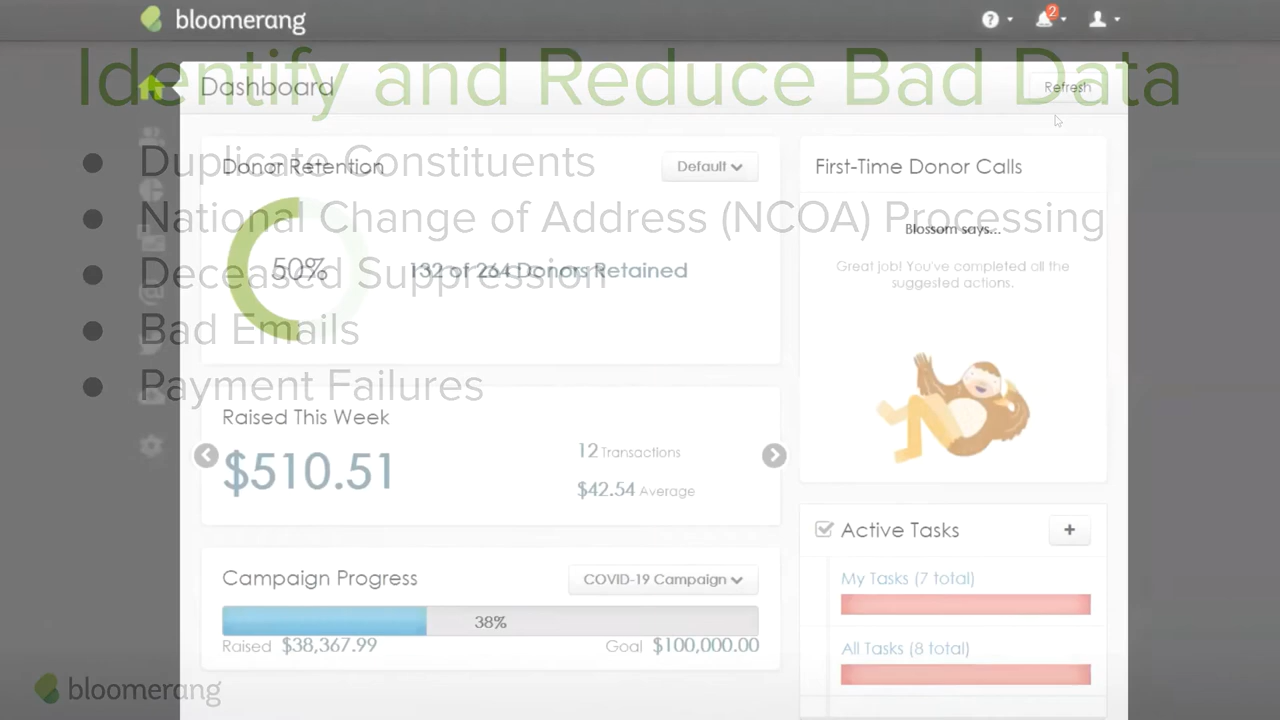 bloomerang
2
Identify and Reduce Bad Data
Dashboard
Refresh
Duplicate Constituents
National Change of Address (NCOA) Processing
Deceased Suppression
Bad Emails
Payment Failures
Donor Retention
Default
50%
132 of 264 Donors Retained
First-Time Donor Calls
Blossom says...
Great job! You've completed all the
suggested actions.
Raised This Week
$510.51
12 Transactions
$42.54 Average
Campaign Progress
COVID-19 Campaign
38%
Raised $38,367.99
Goal $100,000.00
Active Tasks
+
My Tasks (7 total)
All Tasks (8 total)
bloomerang